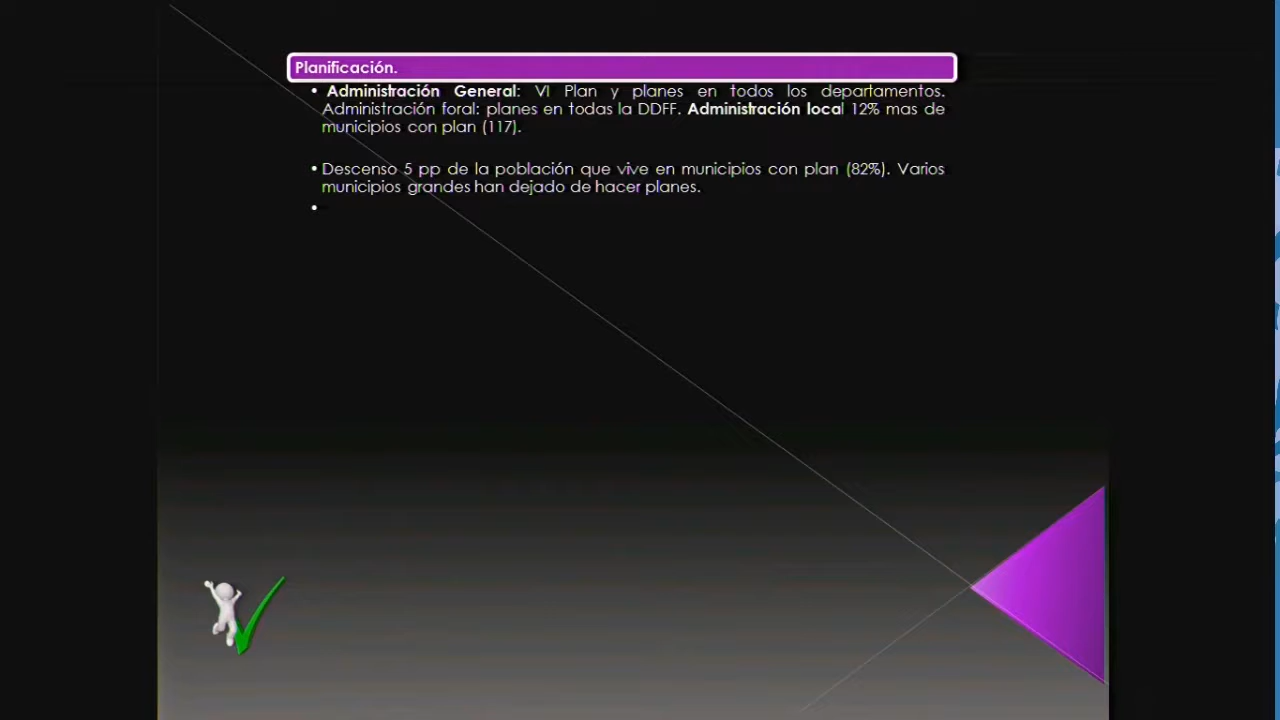 Planificación.
• Administración General: VI Plan y planes en todos los departamentos.
Administración foral: planes en todas la DDFF. Administración local 12% mas de
municipios con plan (117).
• Descenso 5 pp de la población que vive en municipios con plan (82%). Varios
municipios grandes han dejado de hacer planes.
•